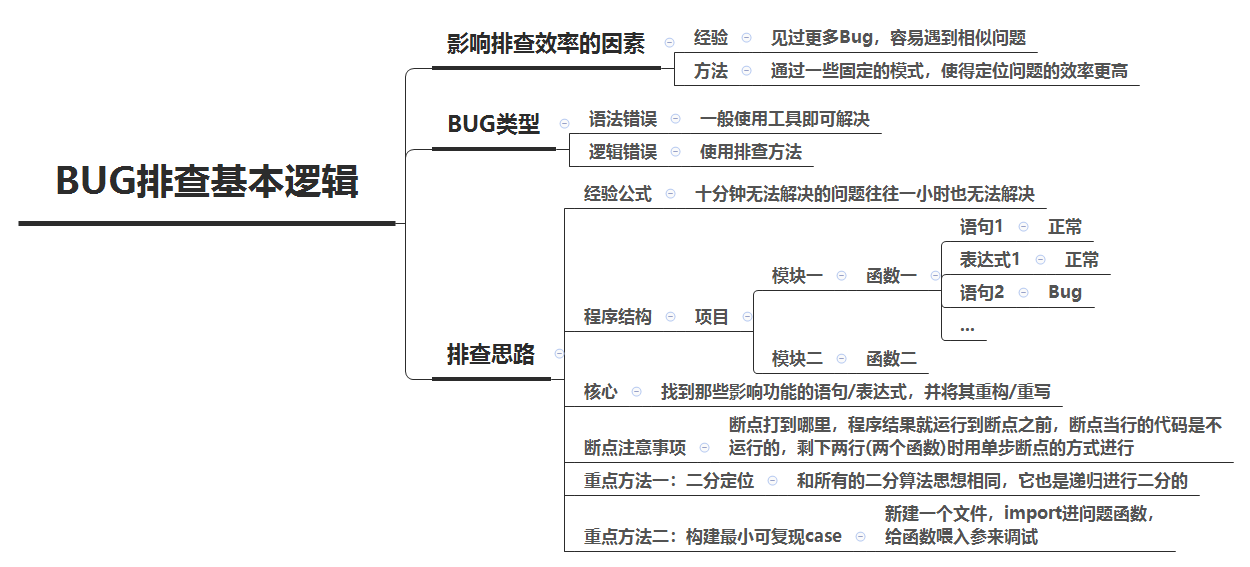 BUG排查基本逻辑
影响排查效率的因素
经验
见过更多Bug，容易遇到相似问题
方法
通过一些固定的模式，使得定位问题的效率更高
BUG类型
语法错误
一般使用工具即可解决
逻辑错误
使用排查方法
排查思路
经验公式
十分钟无法解决的问题往往一小时也无法解决
程序结构
项目
模块一
函数一
语句1
正常
表达式1
正常
语句2
Bug
...
模块二
函数二
核心
找到那些影响功能的语句/表达式，并将其重构/重写
断点注意事项
断点打到哪里，程序结果就运行到断点之前，断点当行的代码是不
运行的，剩下两行(两个函数)时用单步断点的方式进行
重点方法一：二分定位
和所有的二分算法思想相同，它也是递归进行二分的
重点方法二：构建最小可复现case
新建一个文件，import进问题函数，
给函数喂入参来调试